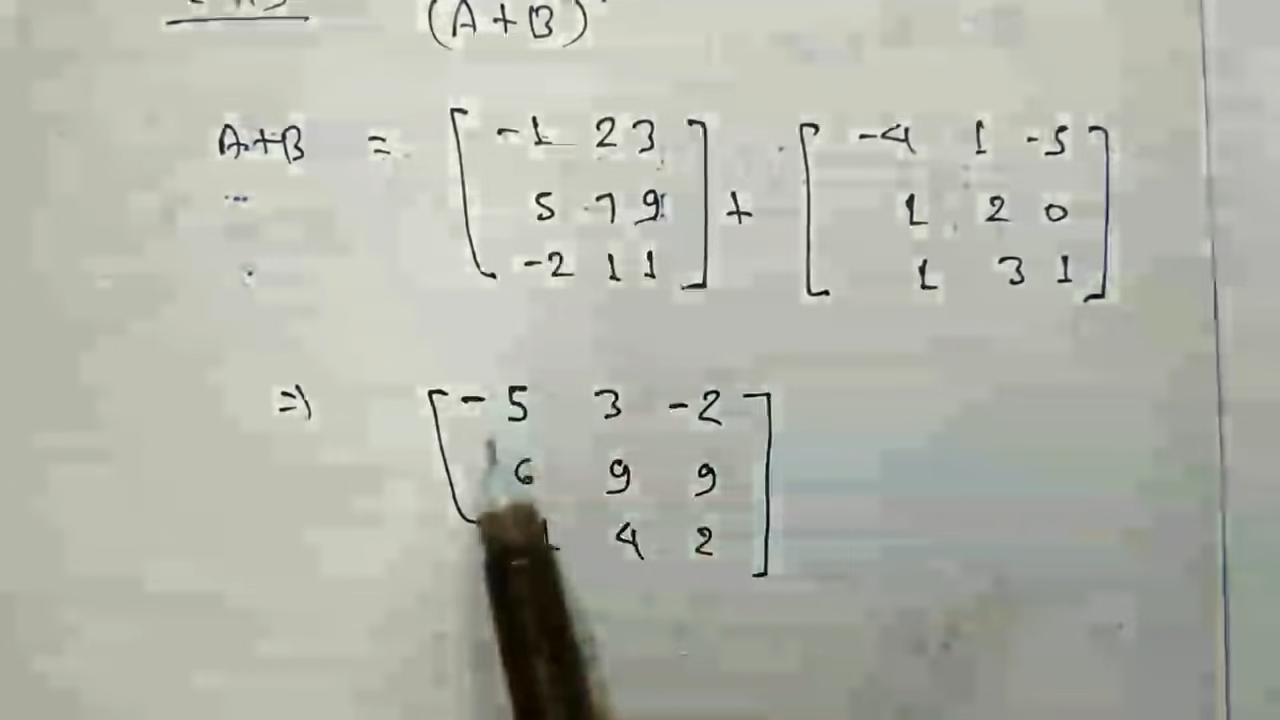 (A+B)'
A+B = [ -1 2 3 ] + [ -4 1 -5 ]
5 7 9 1 2 0
-2 1 1 1 3 1
=> [ -5 3 -2 ]
6 9 9
4 2